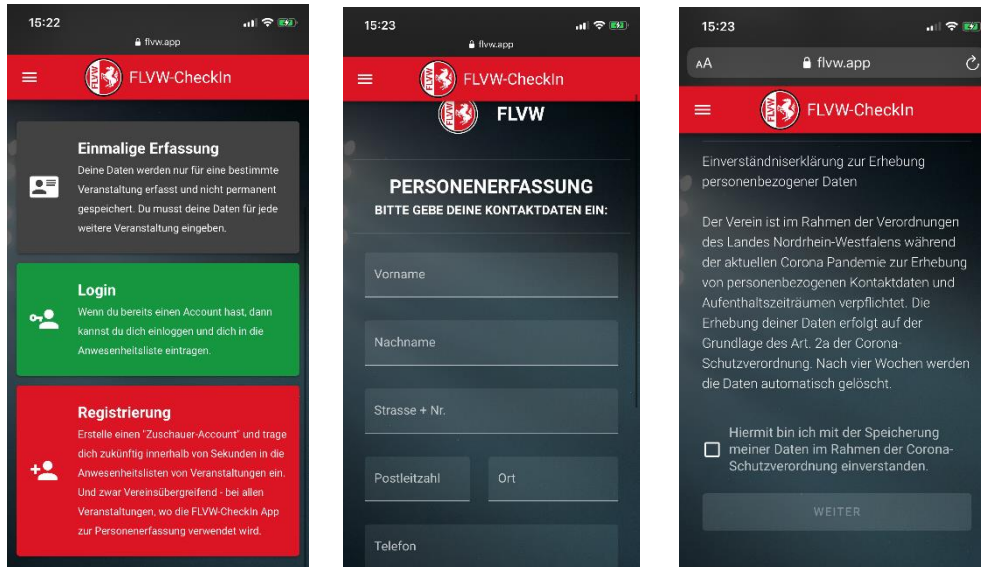 15:22
flvw.app
FLVW
FLVW-CheckIn
Einmalige Erfassung
Deine Daten werden nur für eine bestimmte
Veranstaltung erfasst und nicht permanent
gespeichert. Du musst deine Daten für jede
weitere Veranstaltung eingeben.
Login
Wenn du bereits einen Account hast, dann
kannst du dich einloggen und dich in die
Anwesenheitsliste eintragen.
Registrierung
Erstelle einen "Zuschauer-Account" und trage
dich zukünftig innerhalb von Sekunden in die
Anwesenheitslisten von Veranstaltungen ein.
Und zwar Vereinsübergreifend - bei allen
Veranstaltungen, wo die FLVW-CheckIn App
zur Personenerfassung verwendet wird.
15:23
flvw.app
FLVW
FLVW-CheckIn
FLVW
FLVW
PERSONENERFASSUNG
BITTE GEBE DEINE KONTAKTDATEN EIN:
Vorname
Nachname
Strasse + Nr.
Postleitzahl
Ort
Telefon
15:23
AA
flvw.app
FLVW
FLVW-CheckIn
Einverständniserklärung zur Erhebung
personenbezogener Daten
Der Verein ist im Rahmen der Verordnungen
des Landes Nordrhein-Westfalens während
der aktuellen Corona Pandemie zur Erhebung
von personenbezogenen Kontaktdaten und
Aufenthaltszeiträumen verpflichtet. Die
Erhebung deiner Daten erfolgt auf der
Grundlage des Art. 2a der Corona-
Schutzverordnung. Nach vier Wochen werden
die Daten automatisch gelöscht.
Hiermit bin ich mit der Speicherung
meiner Daten im Rahmen der Corona-
Schutzverordnung einverstanden.
WEITER